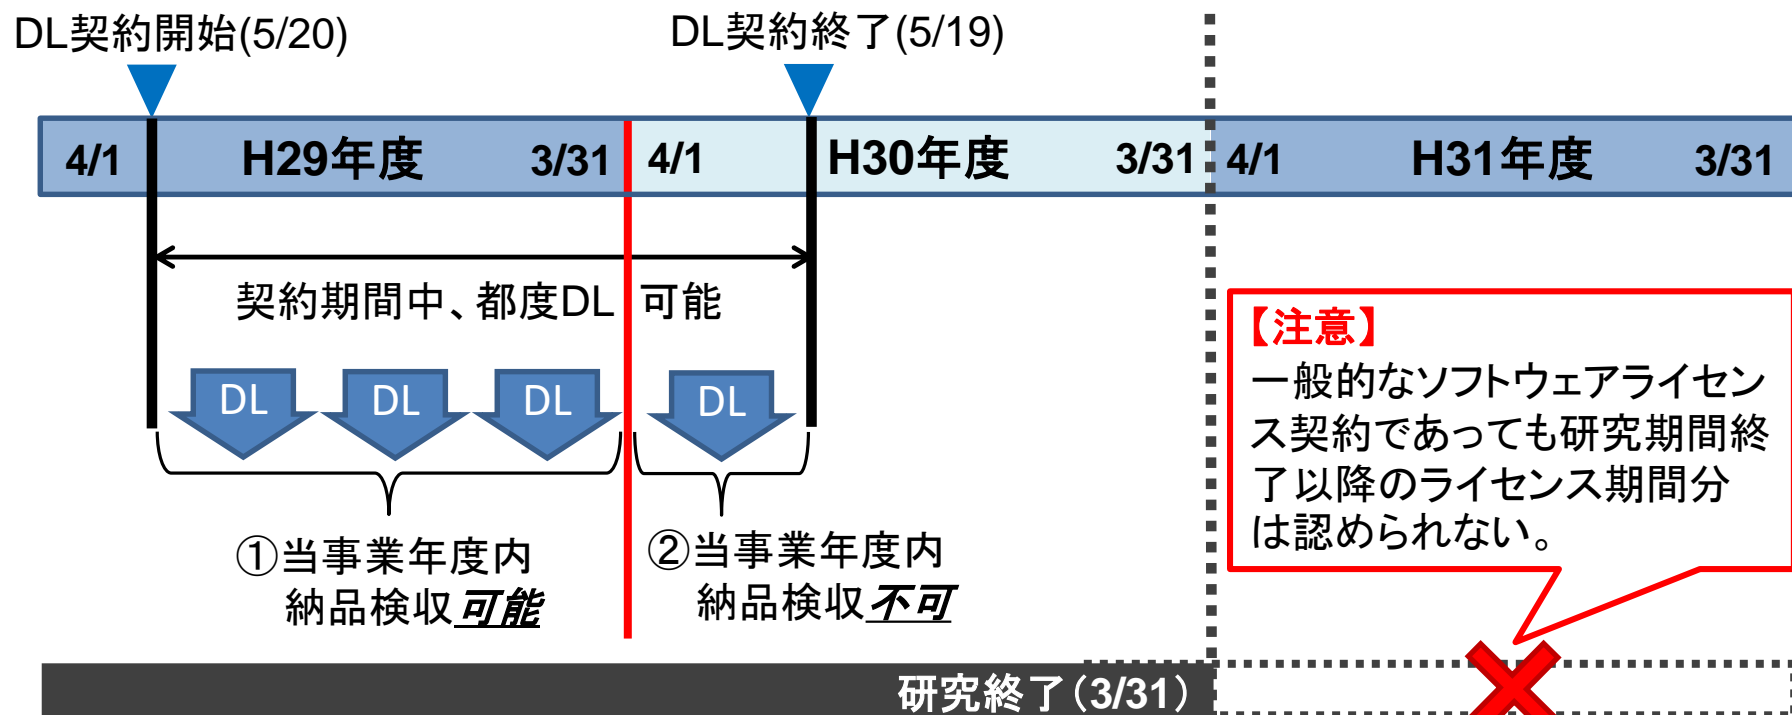 DL契約開始(5/20)
DL契約終了(5/19)
4/1 H29年度 3/31 4/1 H30年度 3/31 4/1 H31年度 3/31
契約期間中、都度DL 可能
DL DL DL DL
①当事業年度内
納品検収可能
②当事業年度内
納品検収不可
【注意】
一般的なソフトウェアライセン
ス契約であっても研究期間終
了以降のライセンス期間分
は認められない。
研究終了（3/31）